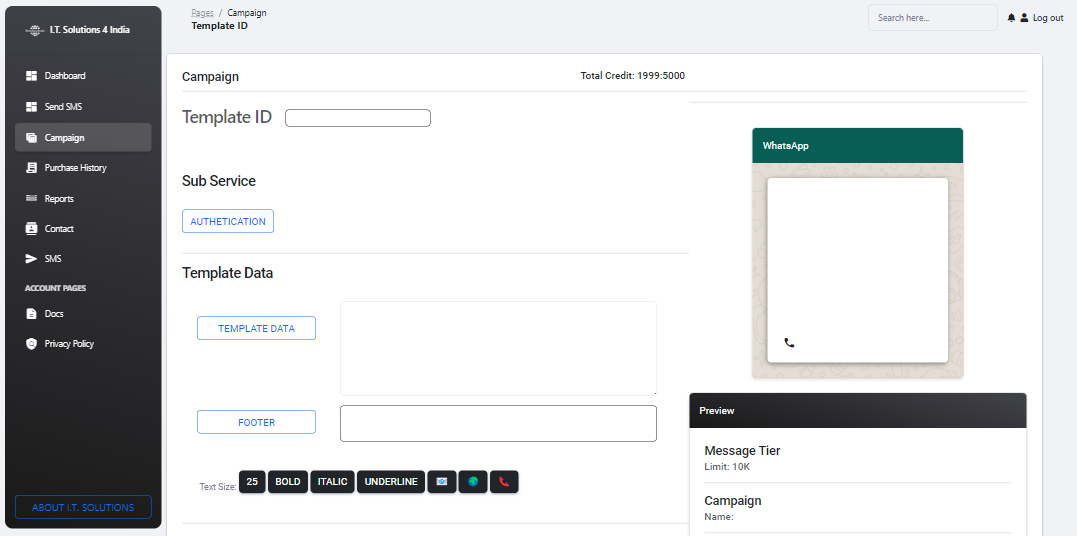 I.T. Solutions 4 India
Dashboard
Send SMS
Campaign
Purchase History
Reports
Contact
SMS
ACCOUNT PAGES
Docs
Privacy Policy
ABOUT I.T. SOLUTIONS
Pages / Campaign
Template ID
Search here...
Log out
Campaign
Total Credit: 1999:5000
Template ID
Sub Service
AUTHETICATION
Template Data
TEMPLATE DATA
FOOTER
Text Size: 25 BOLD ITALIC UNDERLINE
WhatsApp
Preview
Message Tier
Limit: 10K
Campaign
Name: